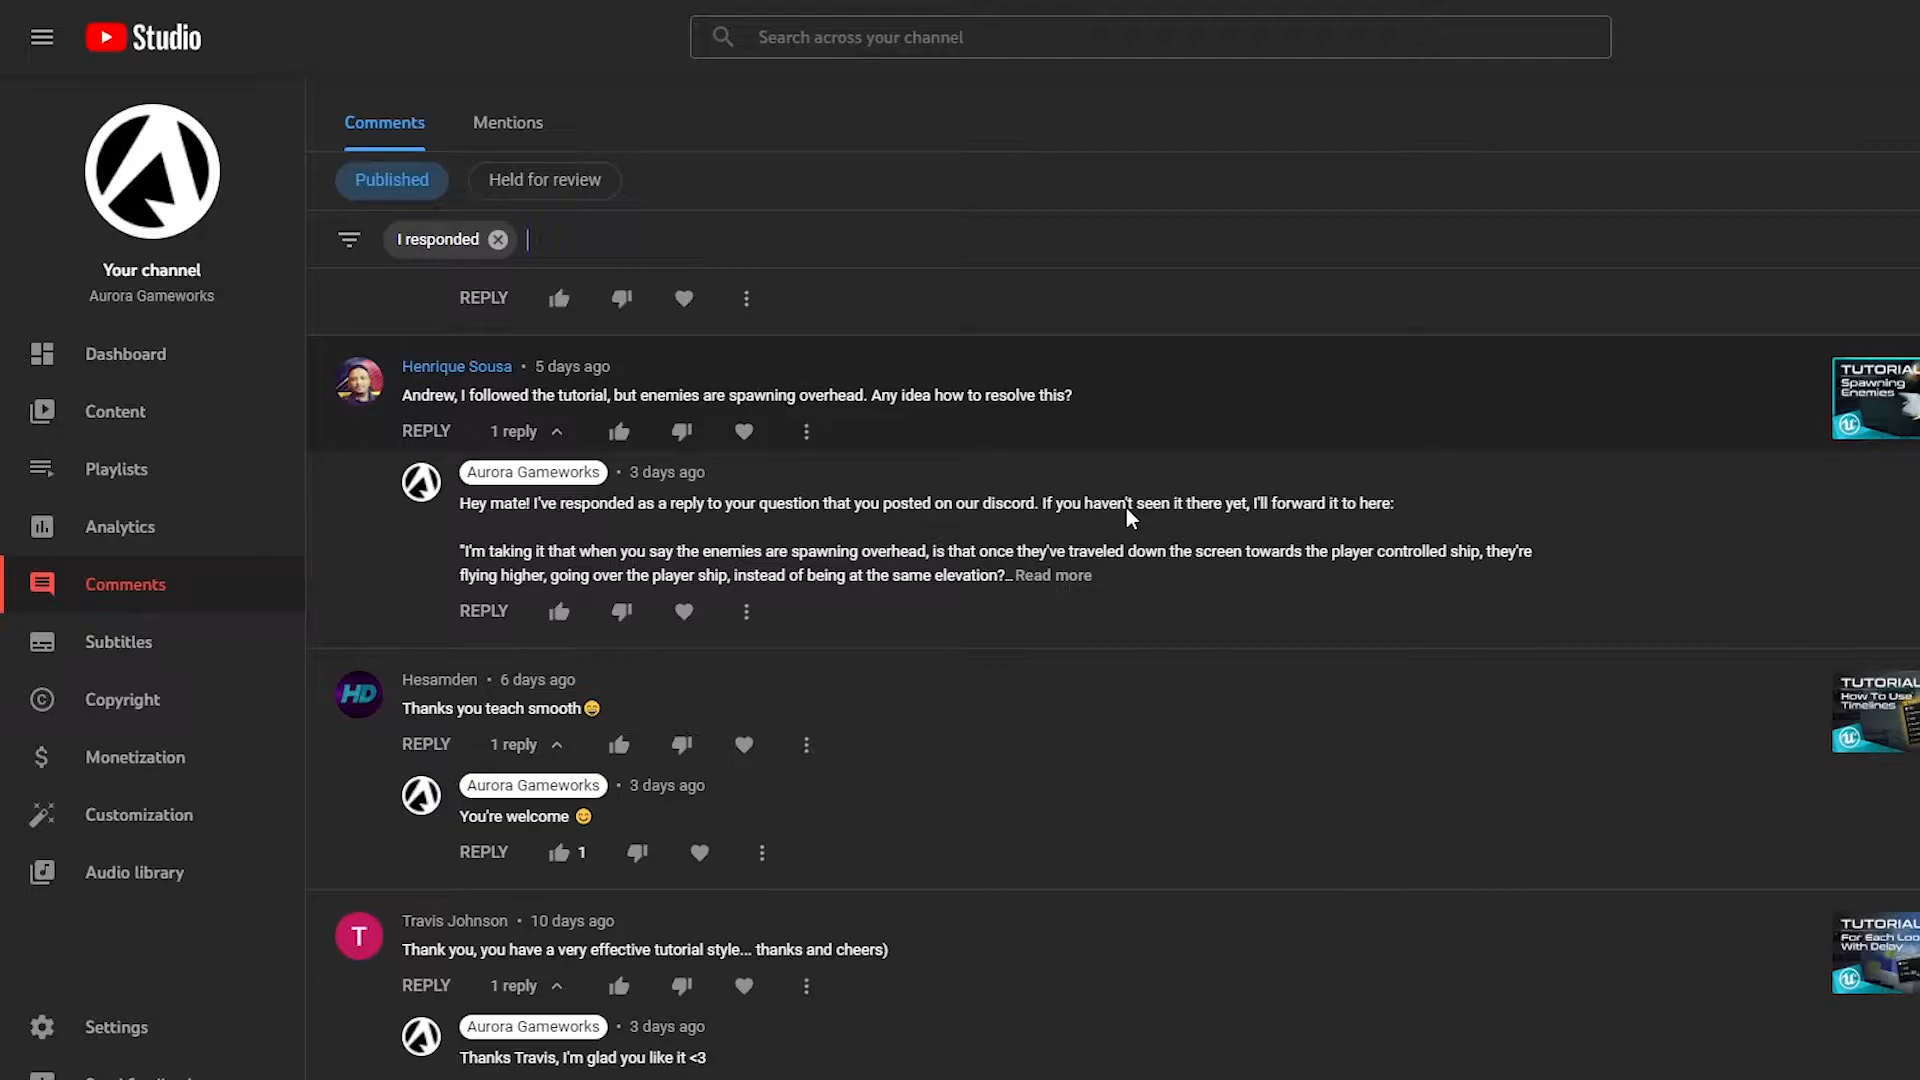 Studio
Search across your channel
Your channel
Aurora Gameworks
Dashboard
Content
Playlists
Analytics
Comments
Subtitles
Copyright
Monetization
Customization
Audio library
Settings
Comments Mentions
Published Held for review
I responded
REPLY
Henrique Sousa • 5 days ago
Andrew, I followed the tutorial, but enemies are spawning overhead. Any idea how to resolve this?
REPLY 1 reply
TUTORIAL
Spawning
Enemies
Aurora Gameworks • 3 days ago
Hey mate! I've responded as a reply to your question that you posted on our discord. If you haven't seen it there yet, I'll forward it to here:
"I'm taking it that when you say the enemies are spawning overhead, is that once they've traveled down the screen towards the player controlled ship, they're
flying higher, going over the player ship, instead of being at the same elevation?... Read more
REPLY
HD
Hesamden • 6 days ago
Thanks you teach smooth😄
REPLY 1 reply
TUTORIAL
How To Use
Timelines
Aurora Gameworks • 3 days ago
You're welcome 😊
REPLY 1
T
Travis Johnson • 10 days ago
Thank you, you have a very effective tutorial style... thanks and cheers)
REPLY 1 reply
TUTORIAL
For Each Loo
With Delay
Aurora Gameworks • 3 days ago
Thanks Travis, I'm glad you like it <3